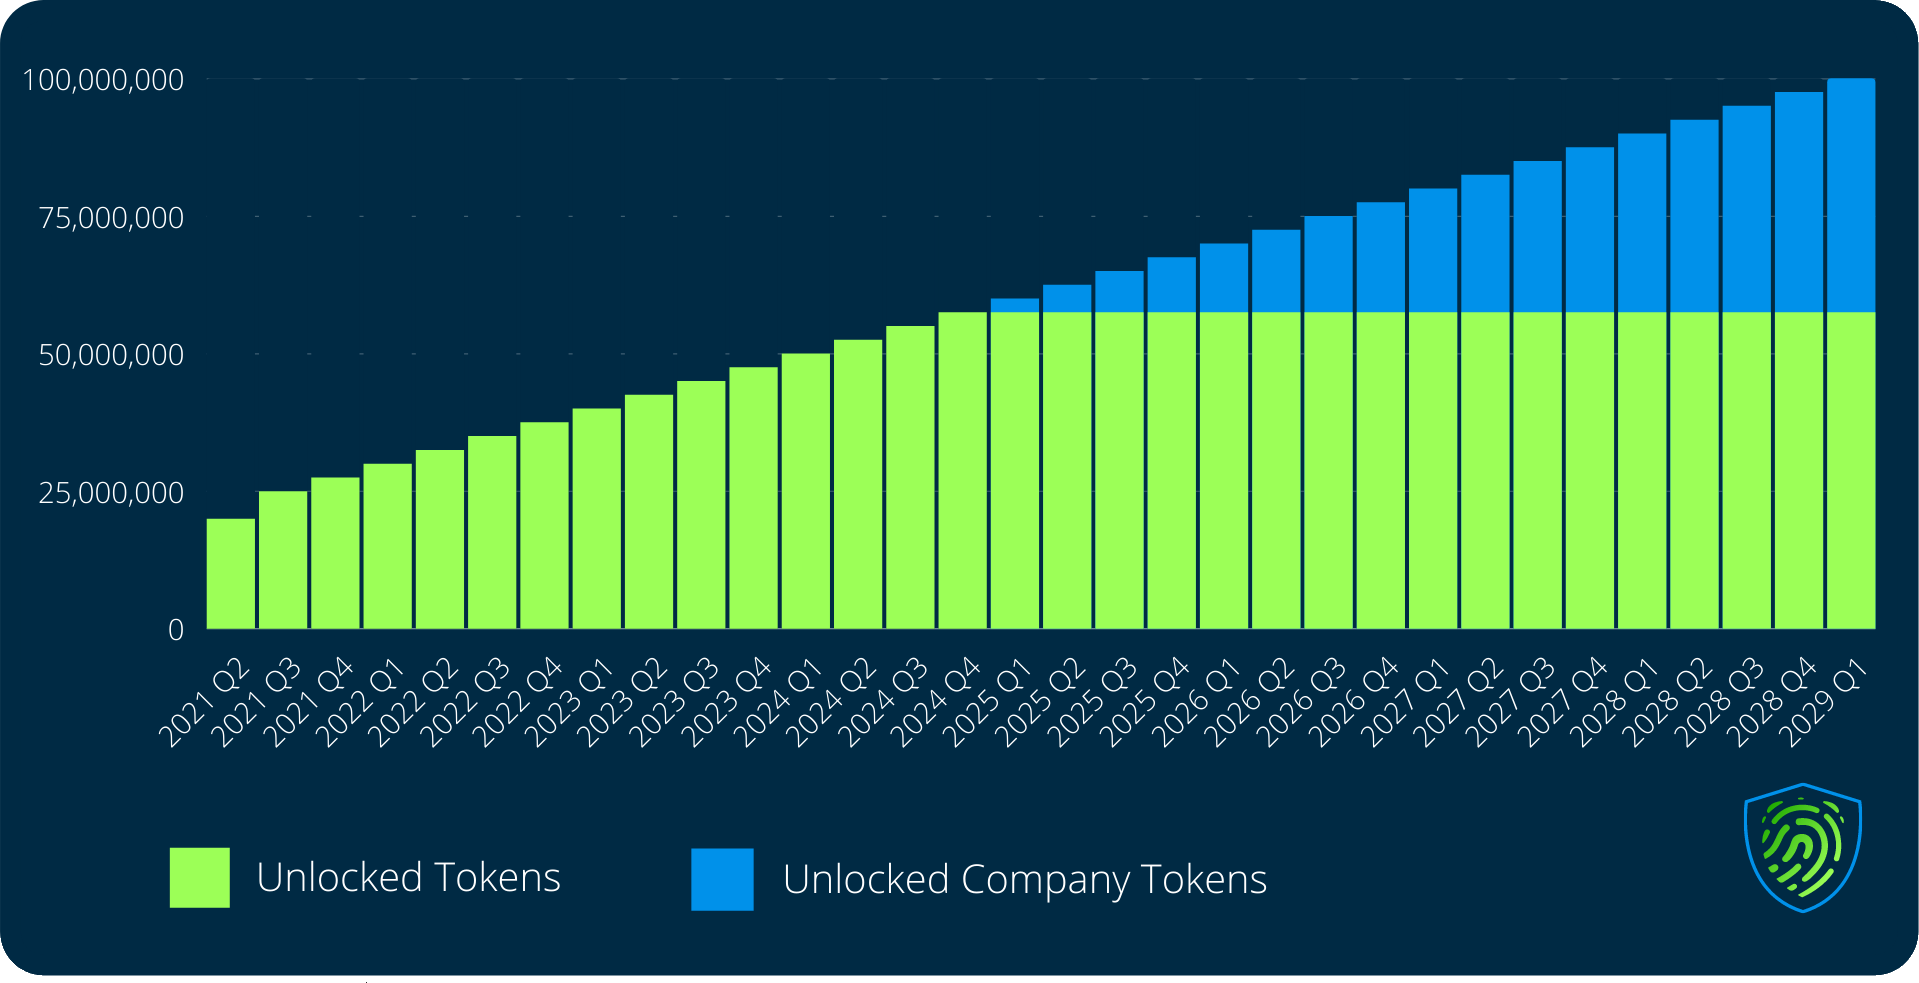 100,000,000
75,000,000
50,000,000
25,000,000
0
2021 Q2
2021 Q3
2021 Q4
2022 Q1
2022 Q2
2022 Q3
2022 Q4
2023 Q1
2023 Q2
2023 Q3
2023 Q4
2024 Q1
2024 Q2
2024 Q3
2024 Q4
2025 Q1
2025 Q2
2025 Q3
2025 Q4
2026 Q1
2026 Q2
2026 Q3
2026 Q4
2027 Q1
2027 Q2
2027 Q3
2027 Q4
2028 Q1
2028 Q2
2028 Q3
2028 Q4
2029 Q1
Unlocked Tokens
Unlocked Company Tokens